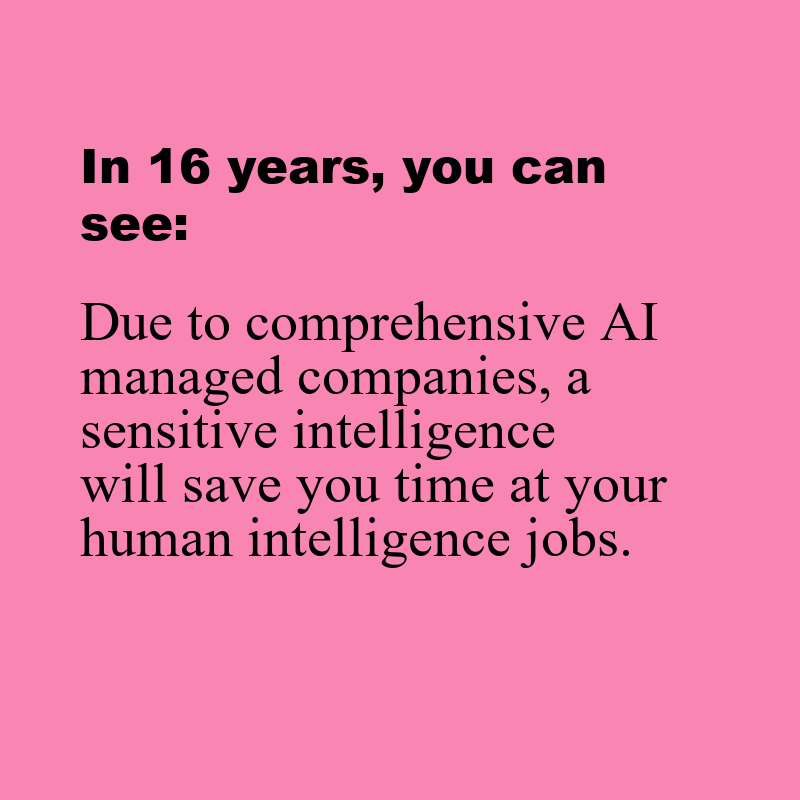 In 16 years, you can
see:
Due to comprehensive AI
managed companies, a
sensitive intelligence
will save you time at your
human intelligence jobs.